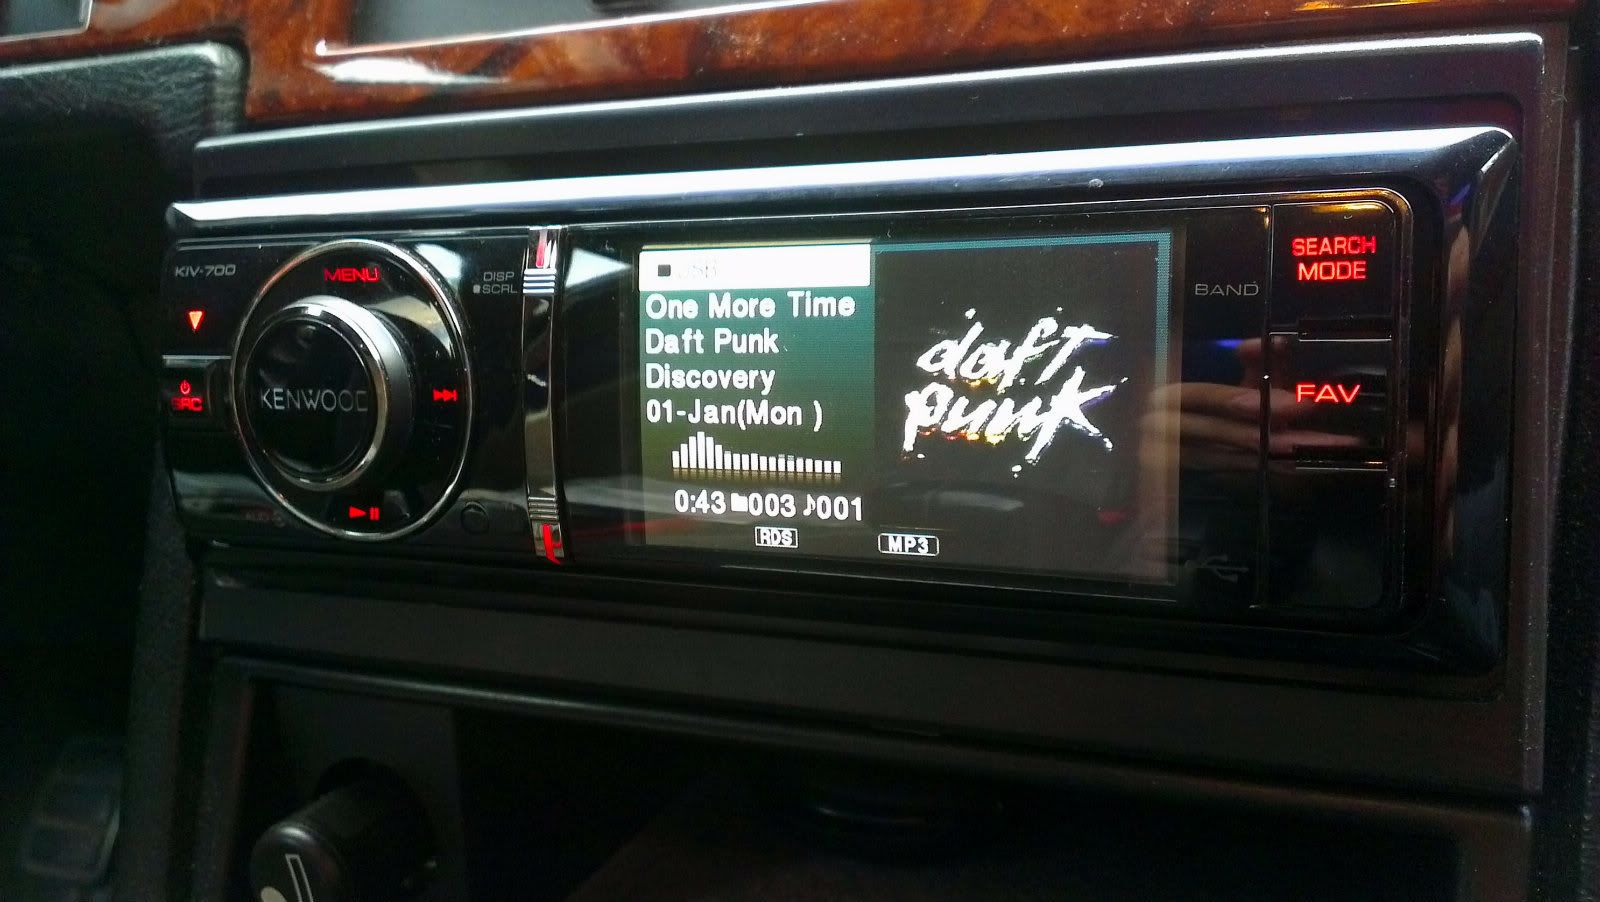 KIV-700
MENU
DISP
SCRL
SRC
KENWOOD
USB
One More Time
Daft Punk
Discovery
01-Jan(Mon )
0:43 003 001
RDS
MP3
daft
punk
BAND
SEARCH
MODE
FAV